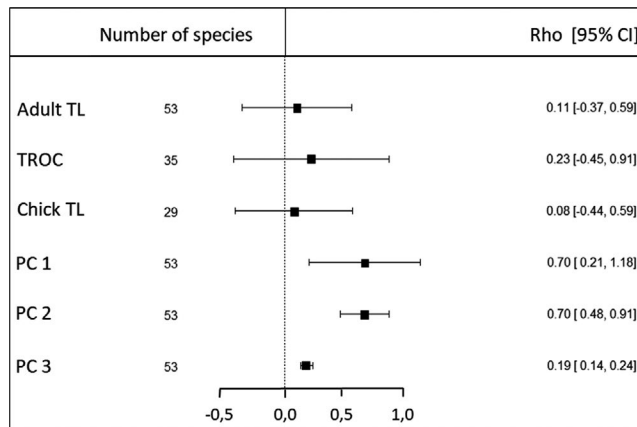 Number of species Rho [95% CI]
Adult TL 53 0.11 [-0.37, 0.59]
TROC 35 0.23 [-0.45, 0.91]
Chick TL 29 0.08 [-0.44, 0.59]
PC 1 53 0.70 [ 0.21, 1.18]
PC 2 53 0.70 [ 0.48, 0.91]
PC 3 53 0.19 [ 0.14, 0.24]
-0,5 0,0 0,5 1,0